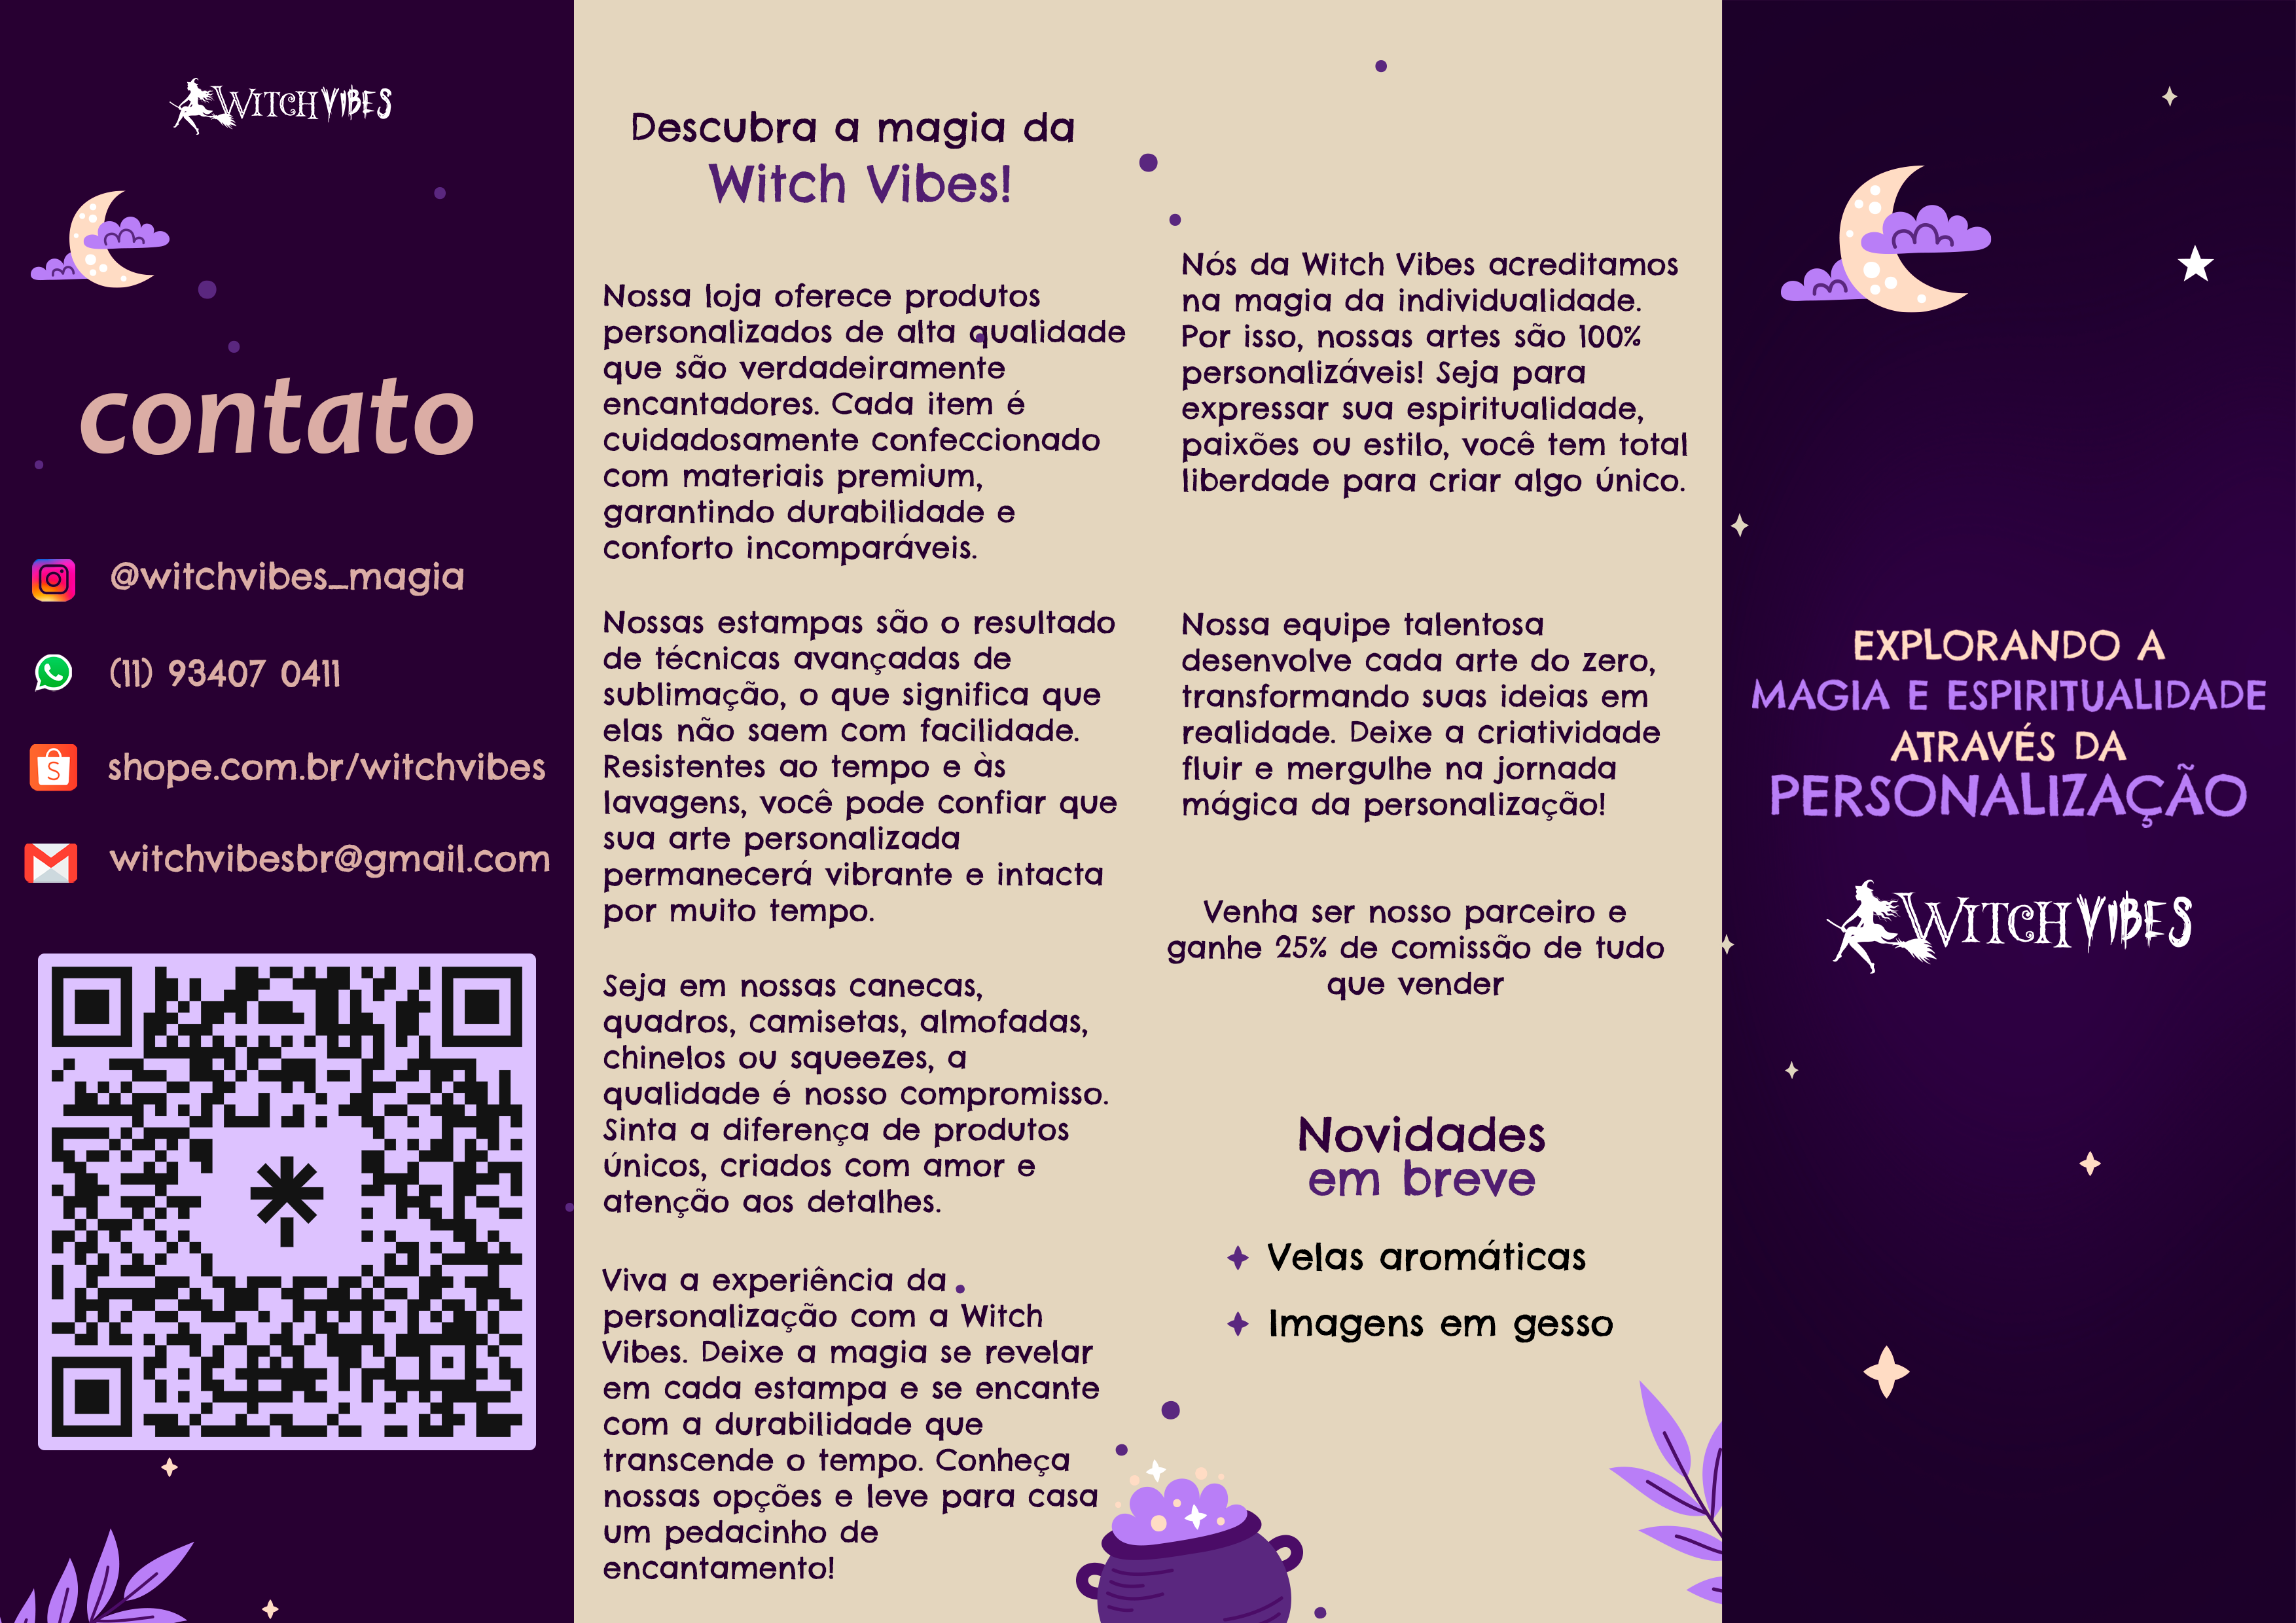 WITCH VIBES
contato
@witchvibes_magia
(11) 93407 0411
shope.com.br/witchvibes
witchvibesbr@gmail.com
Descubra a magia da
Witch Vibes!
Nossa loja oferece produtos
personalizados de alta qualidade
que são verdadeiramente
encantadores. Cada item é
cuidadosamente confeccionado
com materiais premium,
garantindo durabilidade e
conforto incomparáveis.
Nossas estampas são o resultado
de técnicas avançadas de
sublimação, o que significa que
elas não saem com facilidade.
Resistentes ao tempo e às
lavagens, você pode confiar que
sua arte personalizada
permanecerá vibrante e intacta
por muito tempo.
Seja em nossas canecas,
quadros, camisetas, almofadas,
chinelos ou squeezes, a
qualidade é nosso compromisso.
Sinta a diferença de produtos
únicos, criados com amor e
atenção aos detalhes.
Viva a experiência da
personalização com a Witch
Vibes. Deixe a magia se revelar
em cada estampa e se encante
com a durabilidade que
transcende o tempo. Conheça
nossas opções e leve para casa
um pedacinho de
encantamento!
Nós da Witch Vibes acreditamos
na magia da individualidade.
Por isso, nossas artes são 100%
personalizáveis! Seja para
expressar sua espiritualidade,
paixões ou estilo, você tem total
liberdade para criar algo único.
Nossa equipe talentosa
desenvolve cada arte do zero,
transformando suas ideias em
realidade. Deixe a criatividade
fluir e mergulhe na jornada
mágica da personalização!
Venha ser nosso parceiro e
ganhe 25% de comissão de tudo
que vender
Novidades
em breve
Velas aromáticas
Imagens em gesso
EXPLORANDO A
MAGIA E ESPIRITUALIDADE
ATRAVÉS DA
PERSONALIZAÇÃO
WITCH VIBES